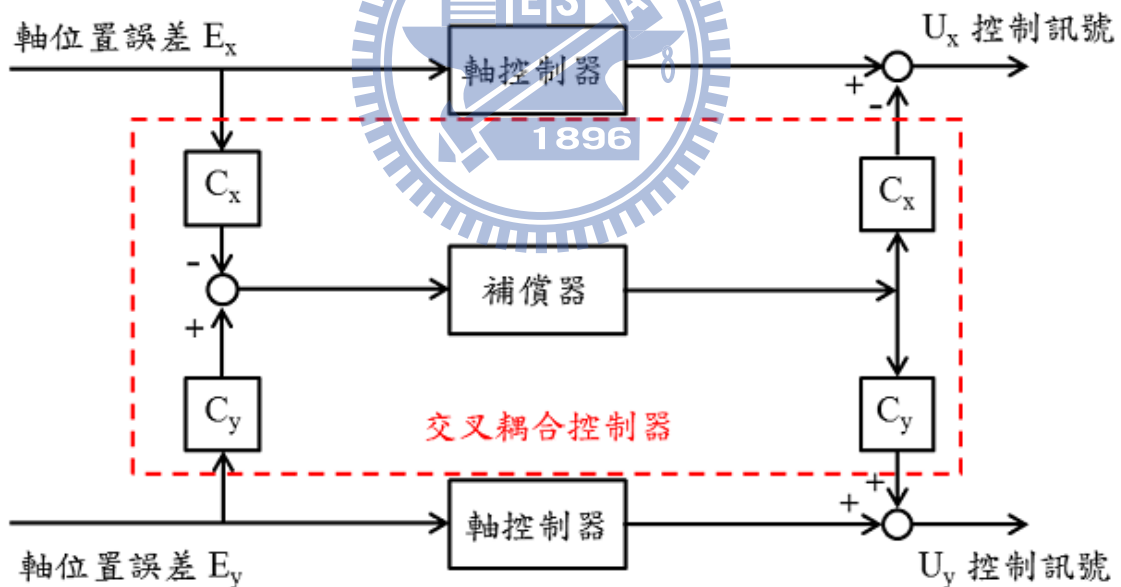 軸位置誤差 Ex
軸控制器
U_x 控制訊號
+
-
ES A
1896
Cx
Cx
-
補償器
+
Cy
Cy
交叉耦合控制器
+
+
軸控制器
軸位置誤差 Ey
Uy 控制訊號